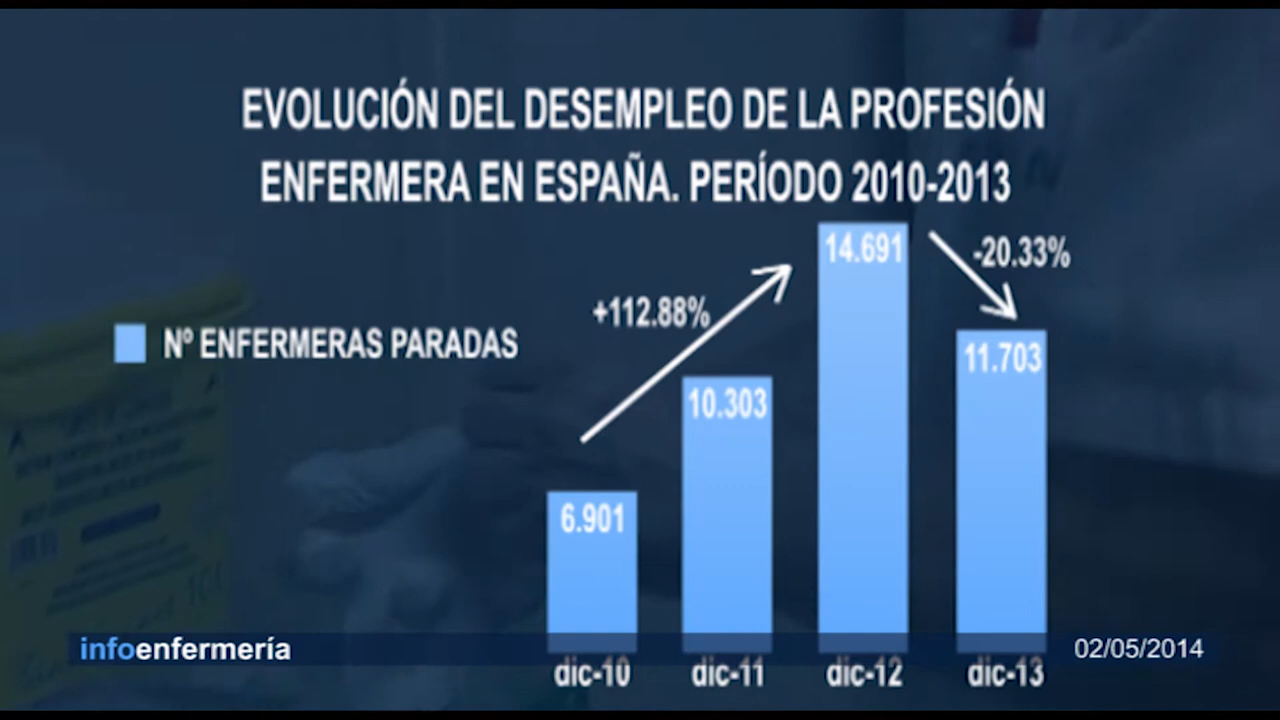 EVOLUCIÓN DEL DESEMPLEO DE LA PROFESIÓN
ENFERMERA EN ESPAÑA. PERÍODO 2010-2013
14.691
-20.33%
+112.88%
Nº ENFERMERAS PARADAS
11.703
10.303
6.901
infoenfermería
02/05/2014
dic-10
dic-11
dic-12
dic-13